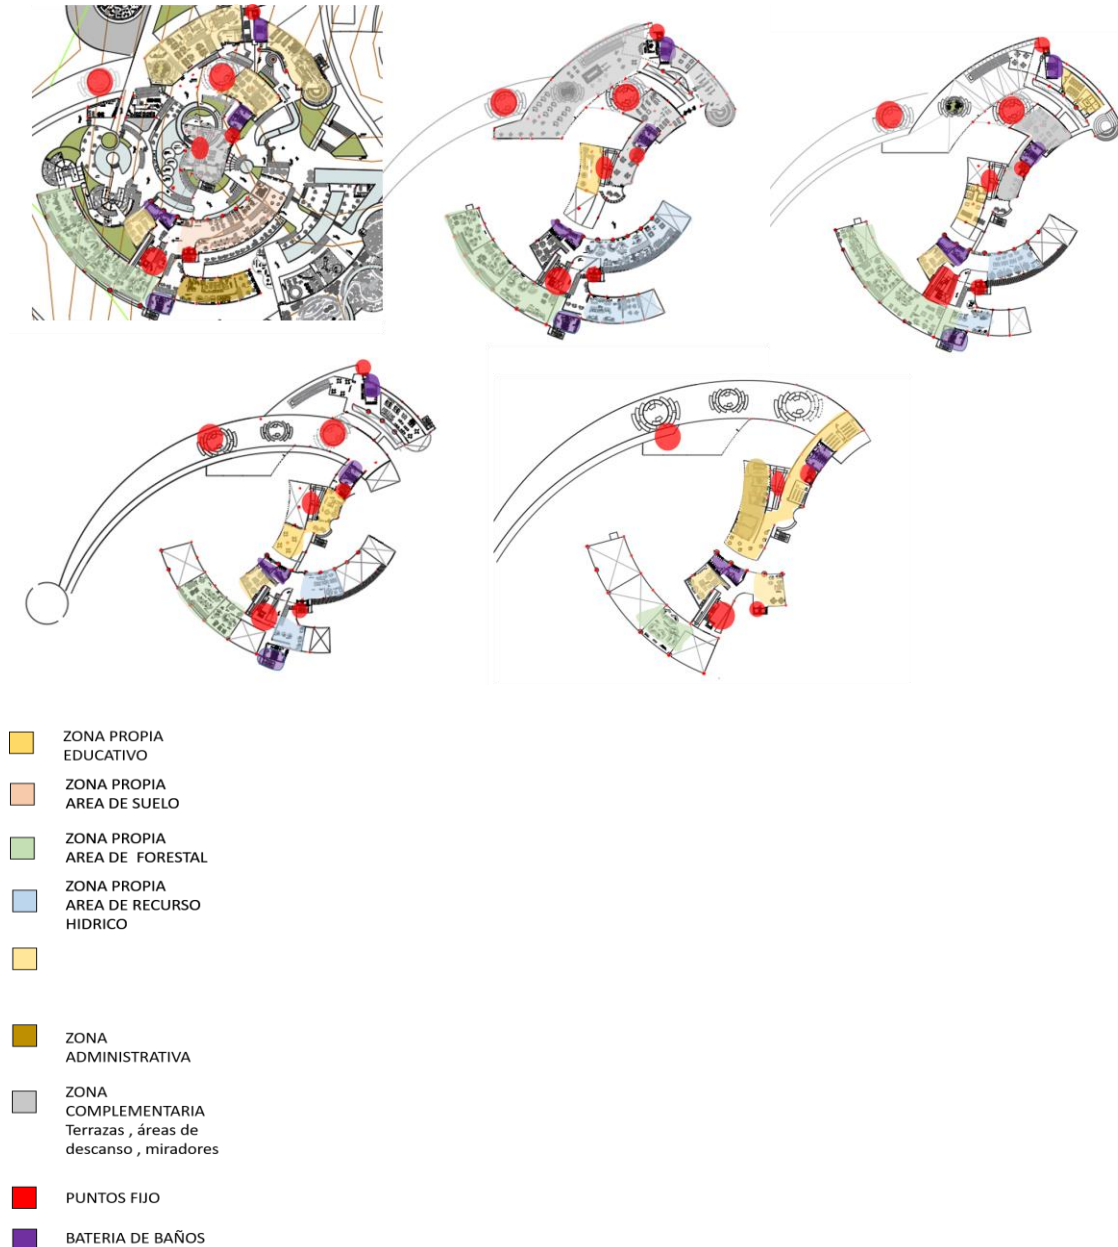 ZONA PROPIA
EDUCATIVO
ZONA PROPIA
AREA DE SUELO
ZONA PROPIA
AREA DE  FORESTAL
ZONA PROPIA
AREA DE RECURSO
HIDRICO
ZONA
ADMINISTRATIVA
ZONA
COMPLEMENTARIA
Terrazas , áreas de
descanso , miradores
PUNTOS FIJO
BATERIA DE BAÑOS